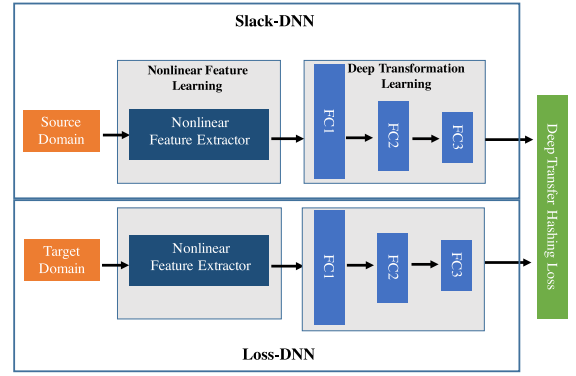 Slack-DNN
Nonlinear Feature
Learning
Deep Transformation
Learning
Source
Domain
Nonlinear
Feature Extractor
FC1
FC2
FC3
Deep Transfer Hashing Loss
Target
Domain
Nonlinear
Feature Extractor
FC1
FC2
FC3
Loss-DNN